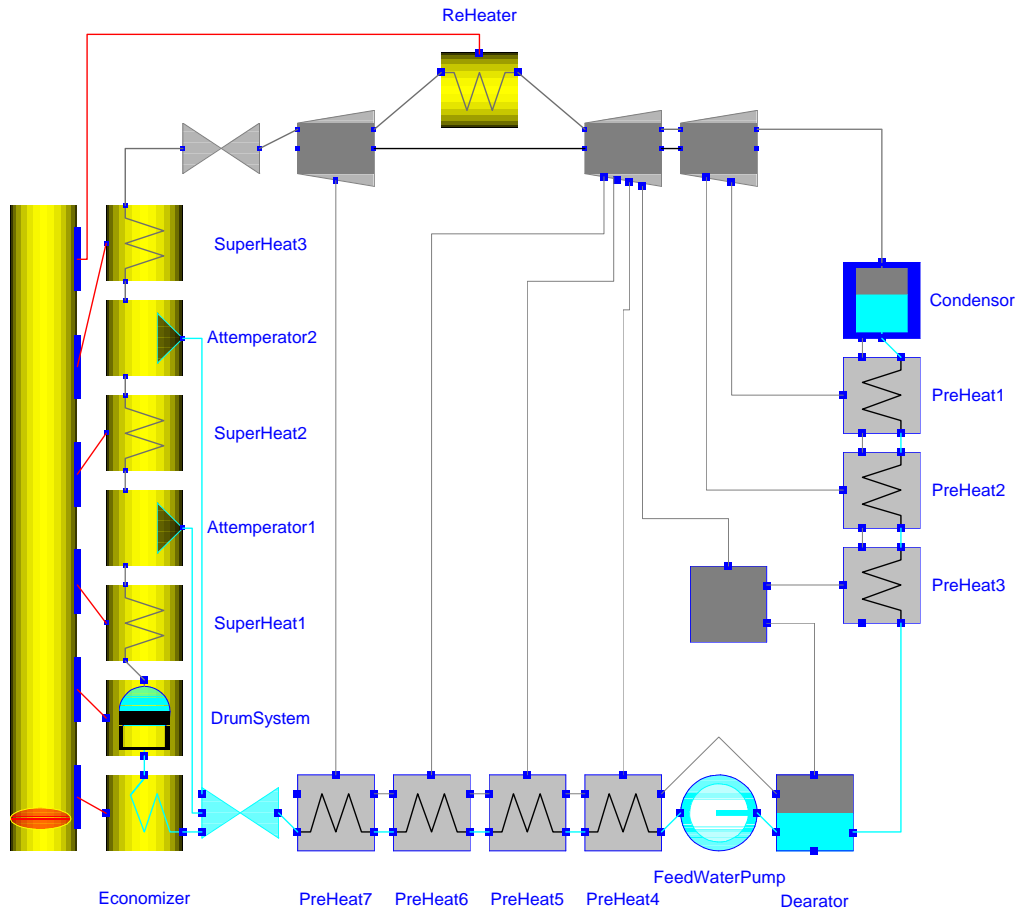 ReHeater
SuperHeat3
Condensor
Attemperator2
PreHeat1
SuperHeat2
PreHeat2
Attemperator1
PreHeat3
SuperHeat1
DrumSystem
FeedWaterPump
Economizer
PreHeat7
PreHeat6
PreHeat5
PreHeat4
Dearator